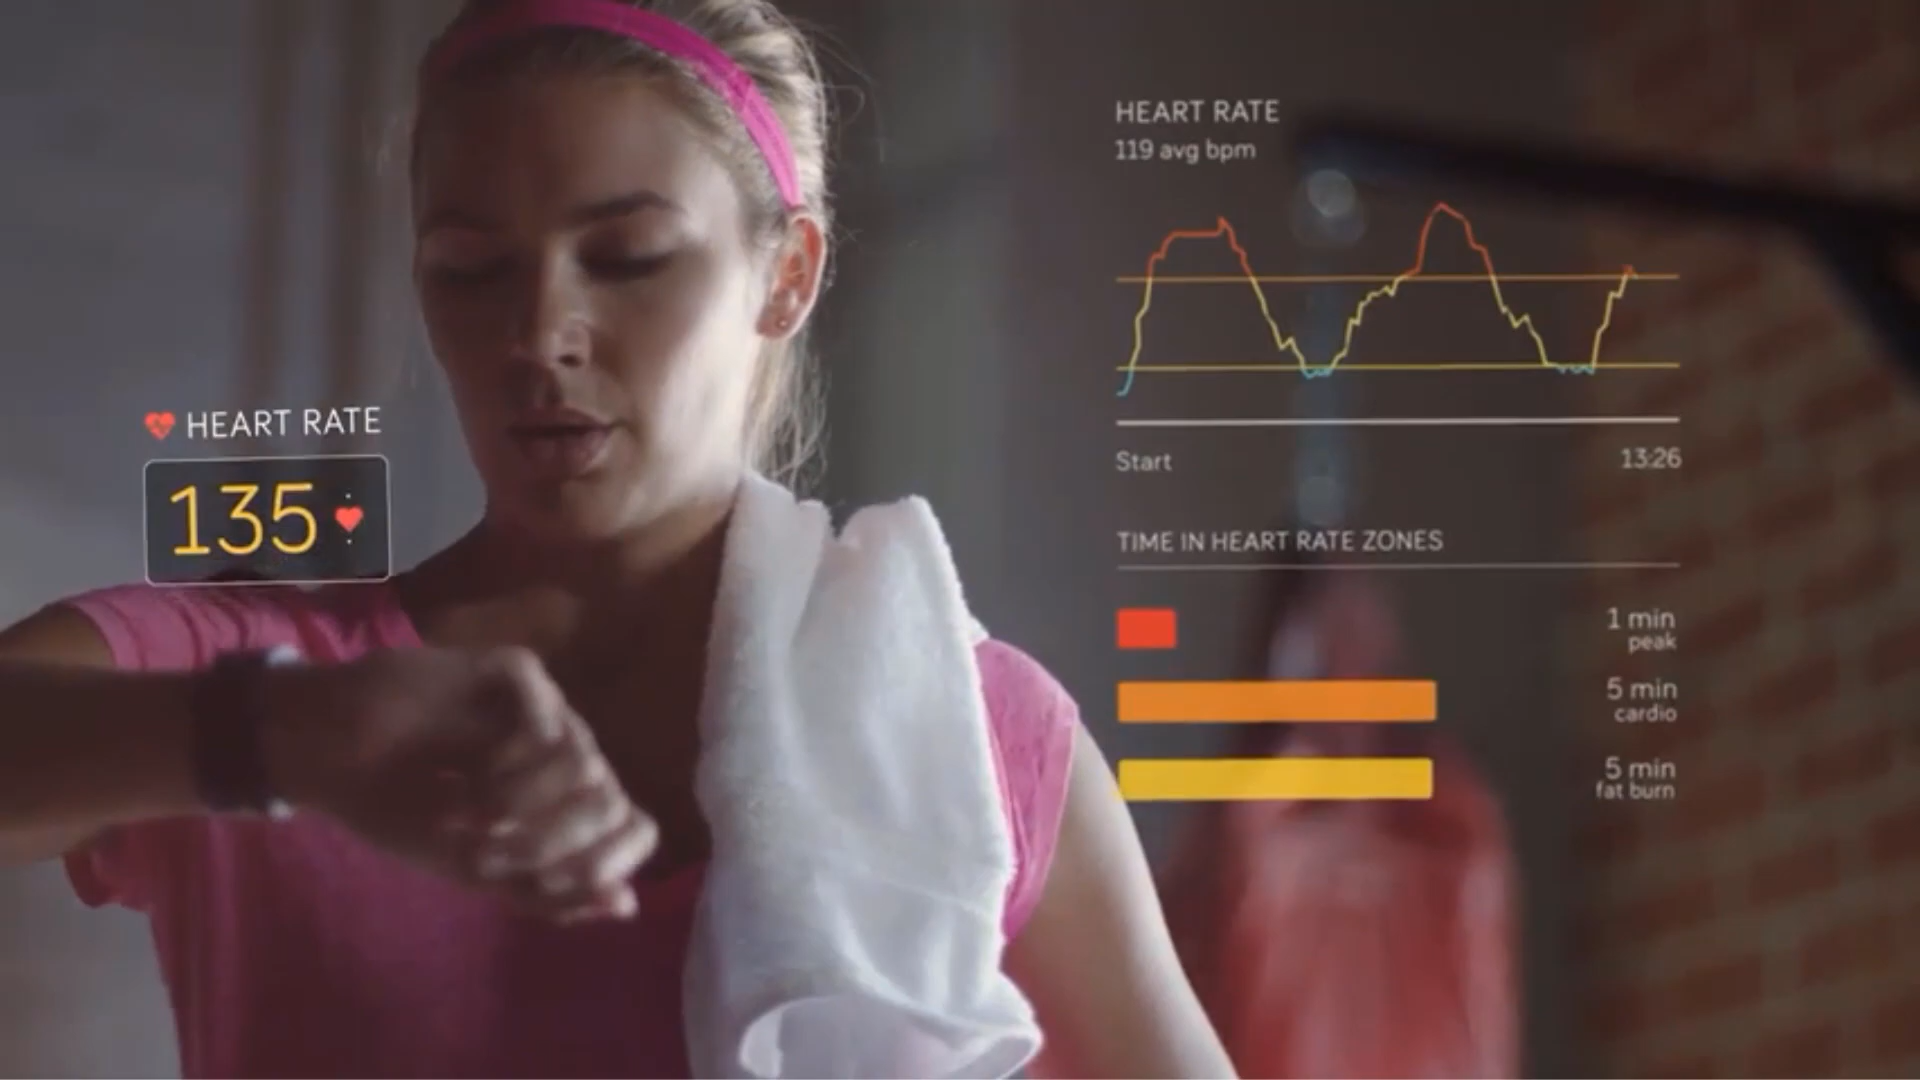 HEART RATE
135
HEART RATE
119 avg bpm
Start
13:26
TIME IN HEART RATE ZONES
1 min
peak
5 min
cardio
5 min
fat burn